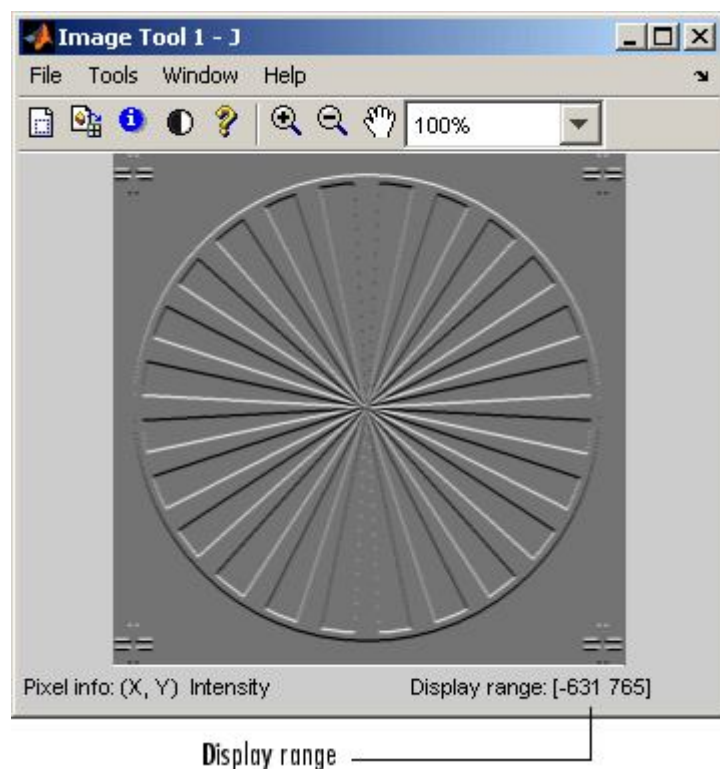 Image Tool 1 - J
File Tools Window Help
100%
Pixel info: (X, Y) Intensity
Display range: [-631 765]
Display range